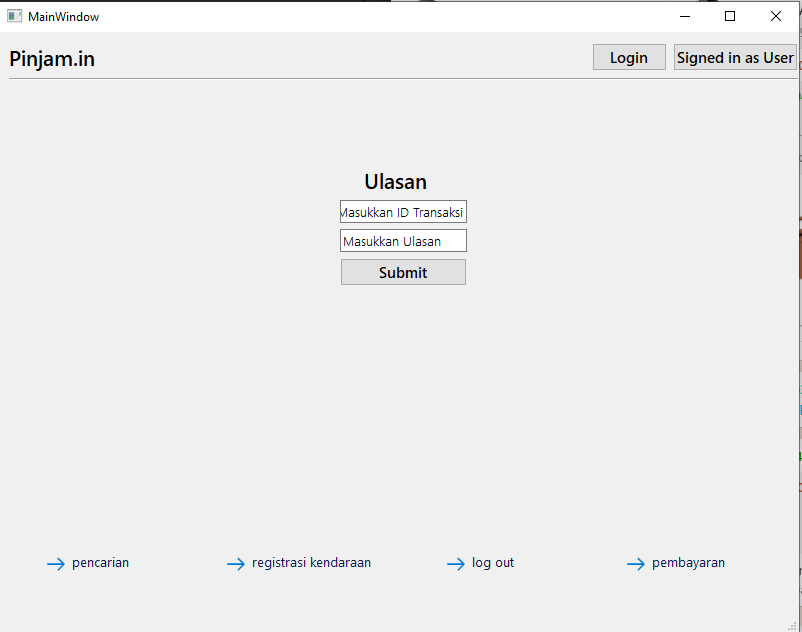 MainWindow
Pinjam.in
Login
Signed in as User
Ulasan
Masukkan ID Transaksi
Masukkan Ulasan
Submit
pencarian
registrasi kendaraan
log out
pembayaran